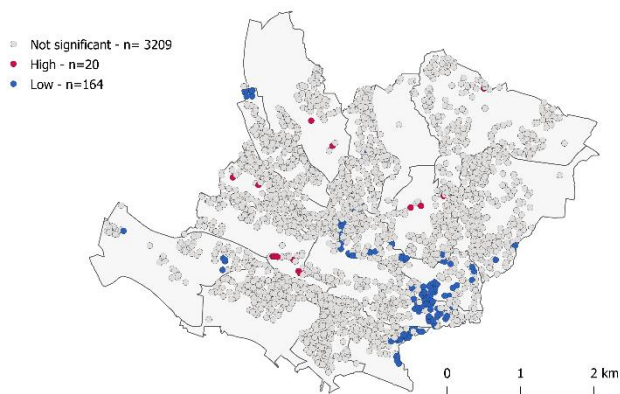 Not significant - n= 3209
High - n=20
Low - n=164
0 1 2 km